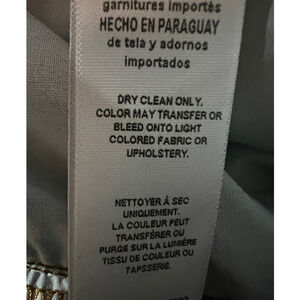 garnitures importés
HECHO EN PARAGUAY
de tela y adornos
importados
DRY CLEAN ONLY.
COLOR MAY TRANSFER OR
BLEED ONTO LIGHT
COLORED FABRIC OR
UPHOLSTERY.
NETTOYER À SEC
UNIQUEMENT.
LA COULEUR PEUT
TRANSFÉRER OU
PURGE SUR LA LUMIÈRE
TISSU DE COULEUR OU
TAPSSERIE.